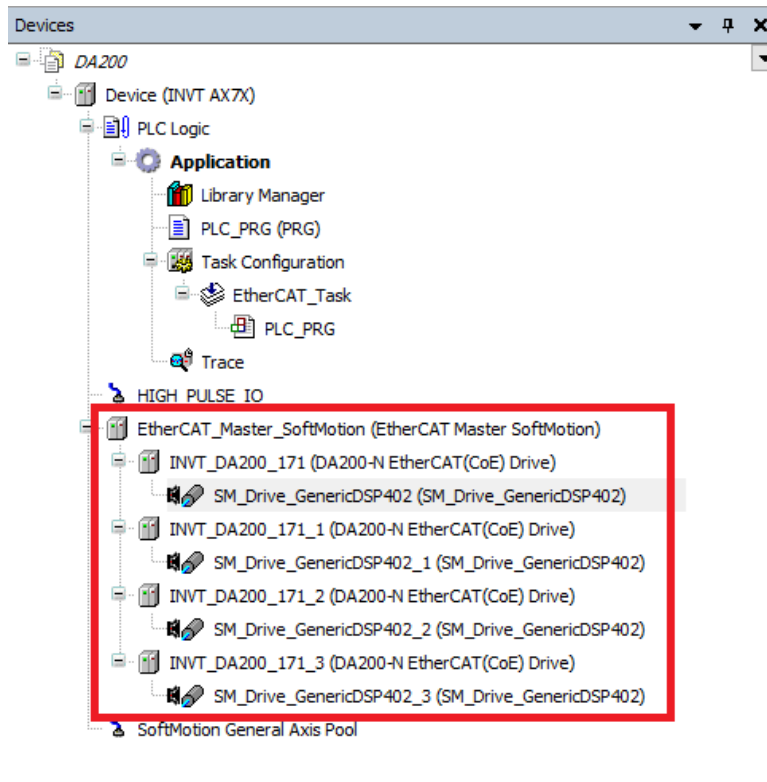 Devices
DA200
Device (INVT AX7X)
PLC Logic
Application
Library Manager
PLC_PRG (PRG)
Task Configuration
EtherCAT_Task
PLC_PRG
Trace
HIGH_PULSE_IO
EtherCAT_Master_SoftMotion (EtherCAT Master SoftMotion)
INVT_DA200_171 (DA200-N EtherCAT(CoE) Drive)
SM_Drive_GenericDSP402 (SM_Drive_GenericDSP402)
INVT_DA200_171_1 (DA200-N EtherCAT(CoE) Drive)
SM_Drive_GenericDSP402_1 (SM_Drive_GenericDSP402)
INVT_DA200_171_2 (DA200-N EtherCAT(CoE) Drive)
SM_Drive_GenericDSP402_2 (SM_Drive_GenericDSP402)
INVT_DA200_171_3 (DA200-N EtherCAT(CoE) Drive)
SM_Drive_GenericDSP402_3 (SM_Drive_GenericDSP402)
SoftMotion General Axis Pool